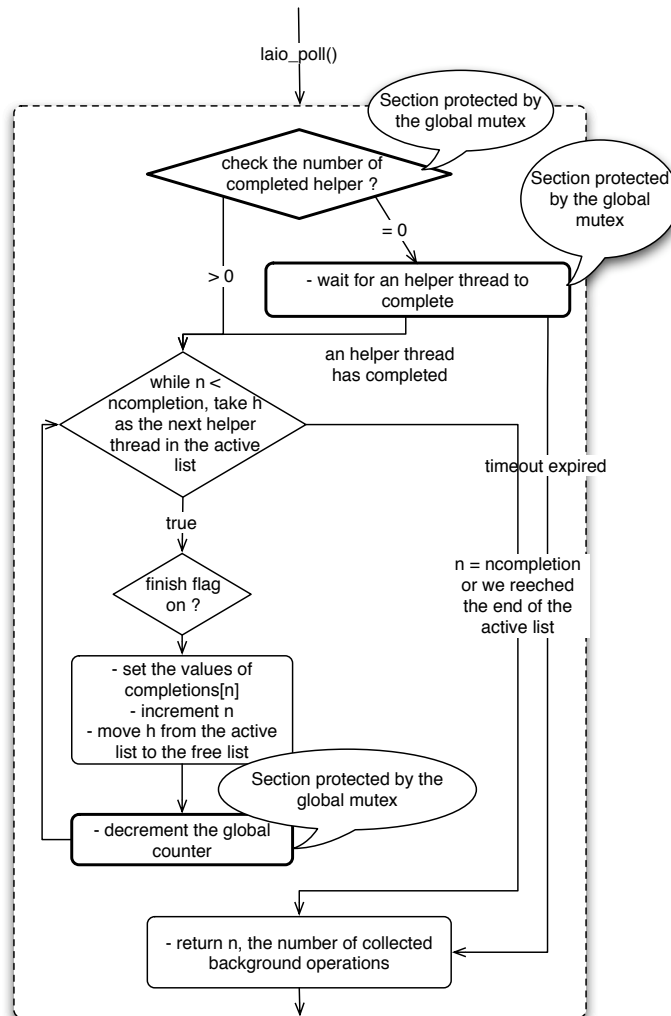 laio_poll()
Section protected by
the global mutex
check the number of
completed helper ?
Section protected
by the global
mutex
= 0
> 0
- wait for an helper thread to
complete
an helper thread
has completed
while n <
ncompletion, take h
as the next helper
thread in the active
list
timeout expired
true
n = ncompletion
or we reeched
the end of the
active list
finish flag
on ?
- set the values of
completions[n]
- increment n
- move h from the active
list to the free list
Section protected by the
global mutex
- decrement the global
counter
- return n, the number of collected
background operations